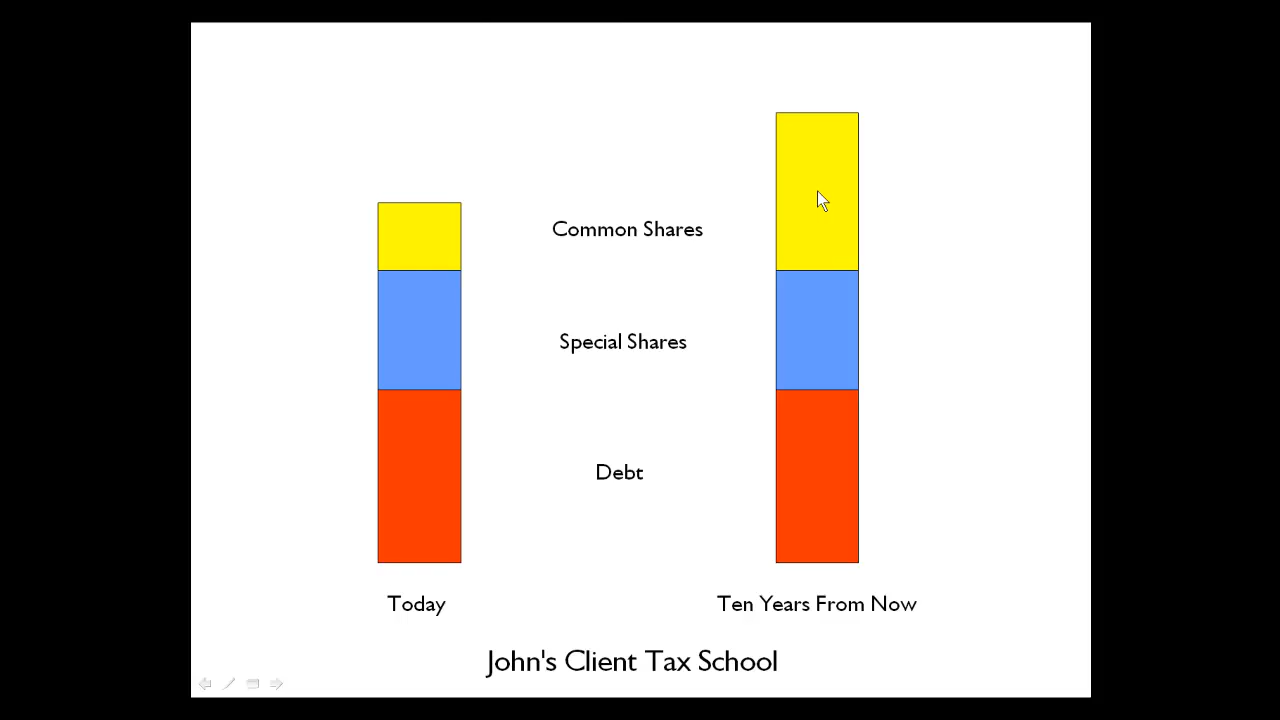 Common Shares
Special Shares
Debt
Today
Ten Years From Now
John's Client Tax School